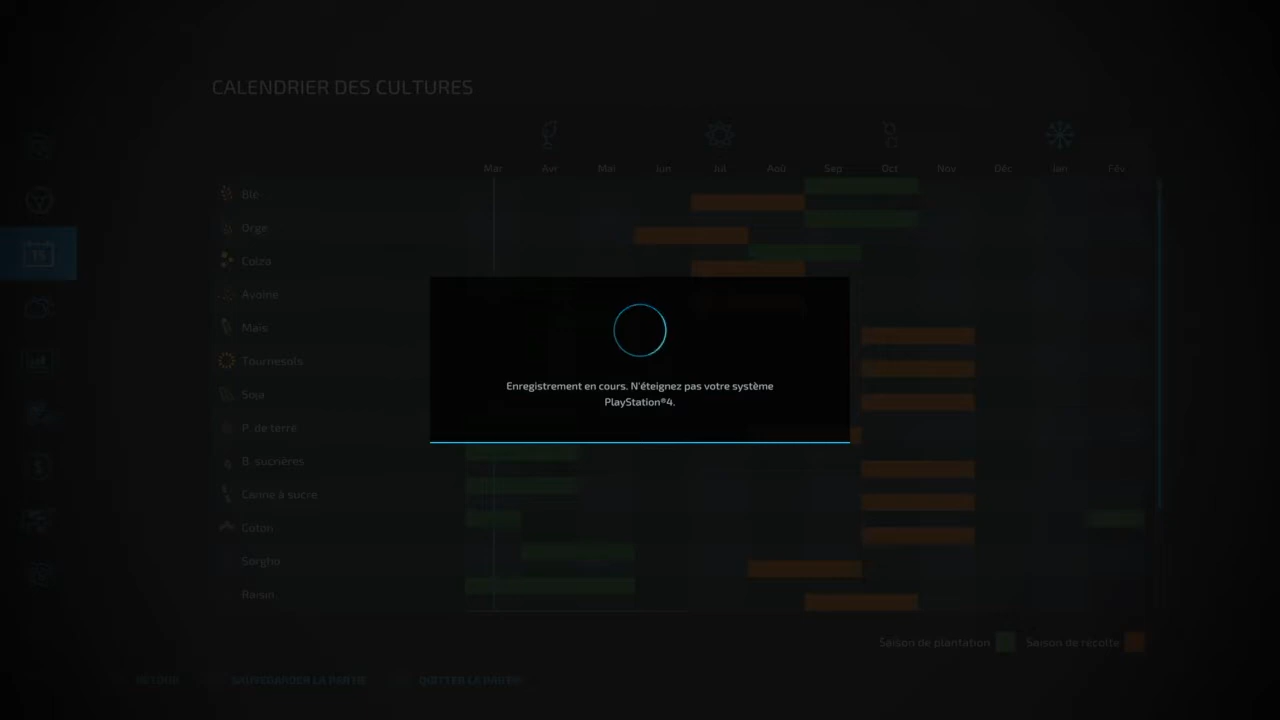 CALENDRIER DES CULTURES
Mar Avr Mai Jun Jul Aoû Sep Oct Nov Déc Jan Fév
Blé
Orge
Colza
Avoine
Maïs
Tournesols
Soja
P. de terre
B. sucrières
Canne à sucre
Coton
Sorgho
Raisin
15
Enregistrement en cours. N'éteignez pas votre système
PlayStation®4.
Saison de plantation Saison de récolte
RETOUR SAUVEGARDER LA PARTIE QUITTER LA PARTIE